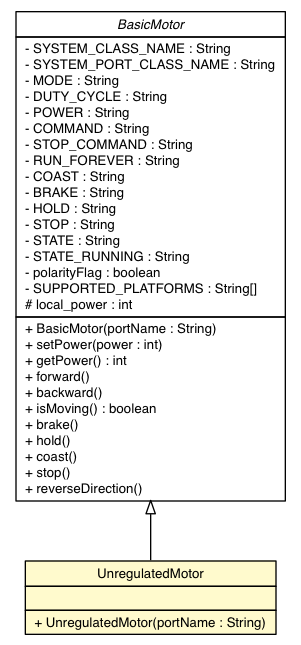 BasicMotor
- SYSTEM_CLASS_NAME : String
- SYSTEM_PORT_CLASS_NAME : String
- MODE : String
- DUTY_CYCLE : String
- POWER : String
- COMMAND : String
- STOP_COMMAND : String
- RUN_FOREVER : String
- COAST : String
- BRAKE : String
- HOLD : String
- STOP : String
- STATE : String
- STATE_RUNNING : String
- polarityFlag : boolean
- SUPPORTED_PLATFORMS : String[]
# local_power : int
+ BasicMotor(portName : String)
+ setPower(power : int)
+ getPower() : int
+ forward()
+ backward()
+ isMoving() : boolean
+ brake()
+ hold()
+ coast()
+ stop()
+ reverseDirection()
UnregulatedMotor
+ UnregulatedMotor(portName : String)